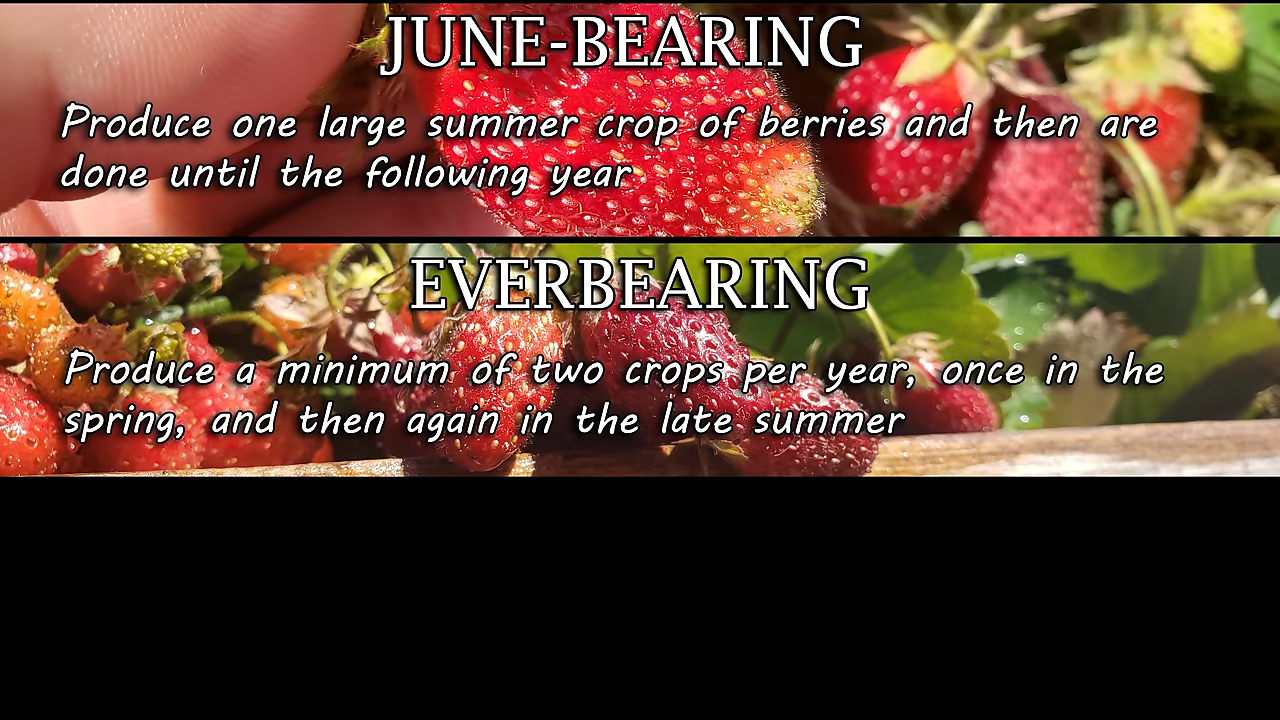 JUNE-BEARING
Produce one large summer crop of berries and then are
done until the following year
EVERBEARING
Produce a minimum of two crops per year, once in the
spring, and then again in the late summer